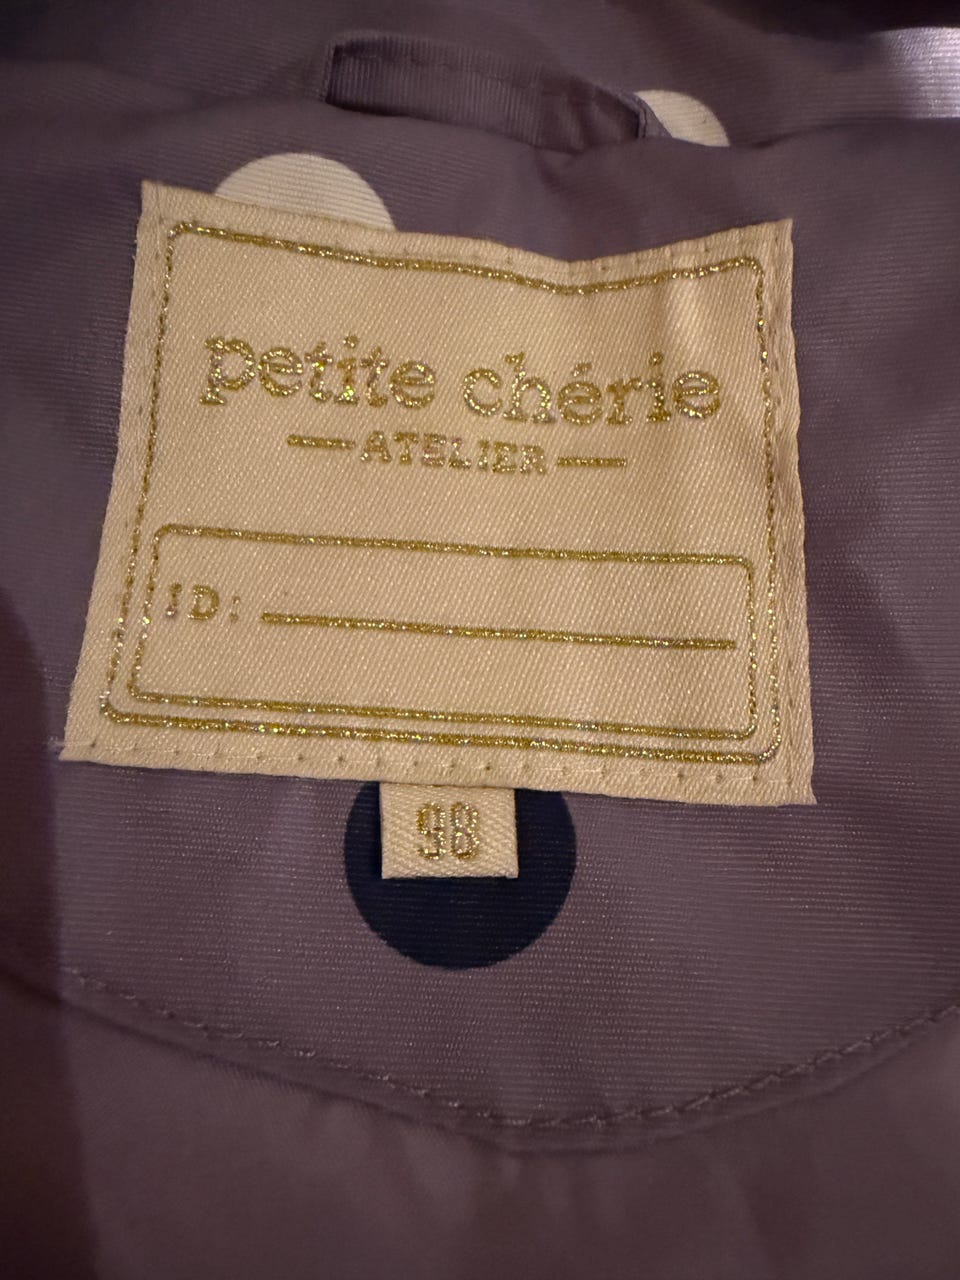 petite chérie
ATELIER
ID:
98